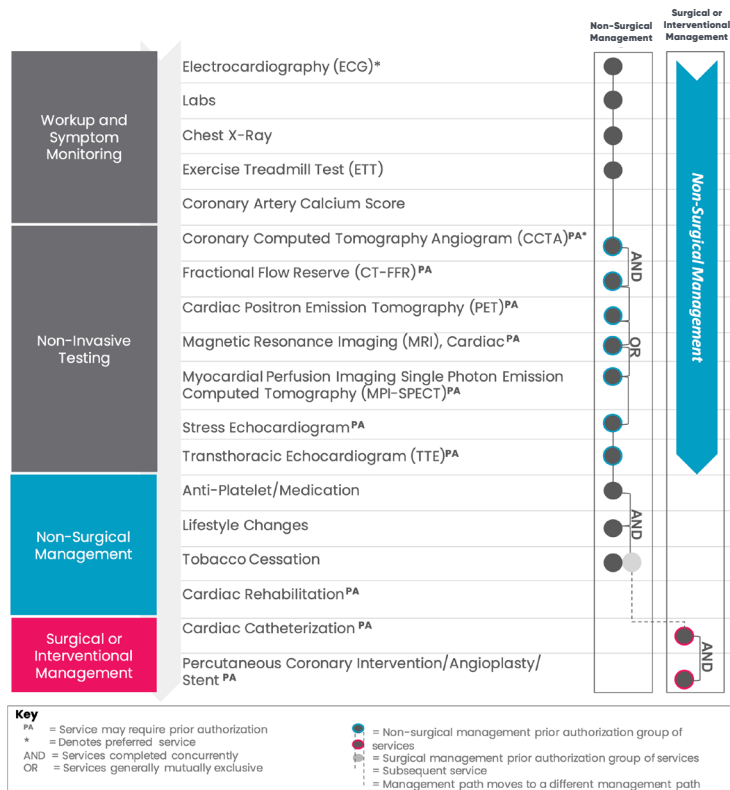 Non-Surgical
Management
Surgical or
Interventional
Management
Workup and
Symptom
Monitoring
Electrocardiography (ECG)*
Labs
Chest X-Ray
Exercise Treadmill Test (ETT)
Coronary Artery Calcium Score
Non-Invasive
Testing
Coronary Computed Tomography Angiogram (CCTA)PA*
Fractional Flow Reserve (CT-FFR)PA
Cardiac Positron Emission Tomography (PET)PA
Magnetic Resonance Imaging (MRI), CardiacPA
Myocardial Perfusion Imaging Single Photon Emission
Computed Tomography (MPI-SPECT)PA
Stress EchocardiogramPA
Transthoracic Echocardiogram (TTE)PA
AND
OR
Non-Surgical Management
Non-Surgical
Management
Anti-Platelet/Medication
Lifestyle Changes
Tobacco Cessation
Cardiac RehabilitationPA
AND
Surgical or
Interventional
Management
Cardiac Catheterization PA
Percutaneous Coronary Intervention/Angioplasty/
Stent PA
AND
Key
PA = Service may require prior authorization
* = Denotes preferred service
AND = Services completed concurrently
OR = Services generally mutually exclusive
= Non-surgical management prior authorization group of
services
= Surgical management prior authorization group of services
= Subsequent service
= Management path moves to a different management path